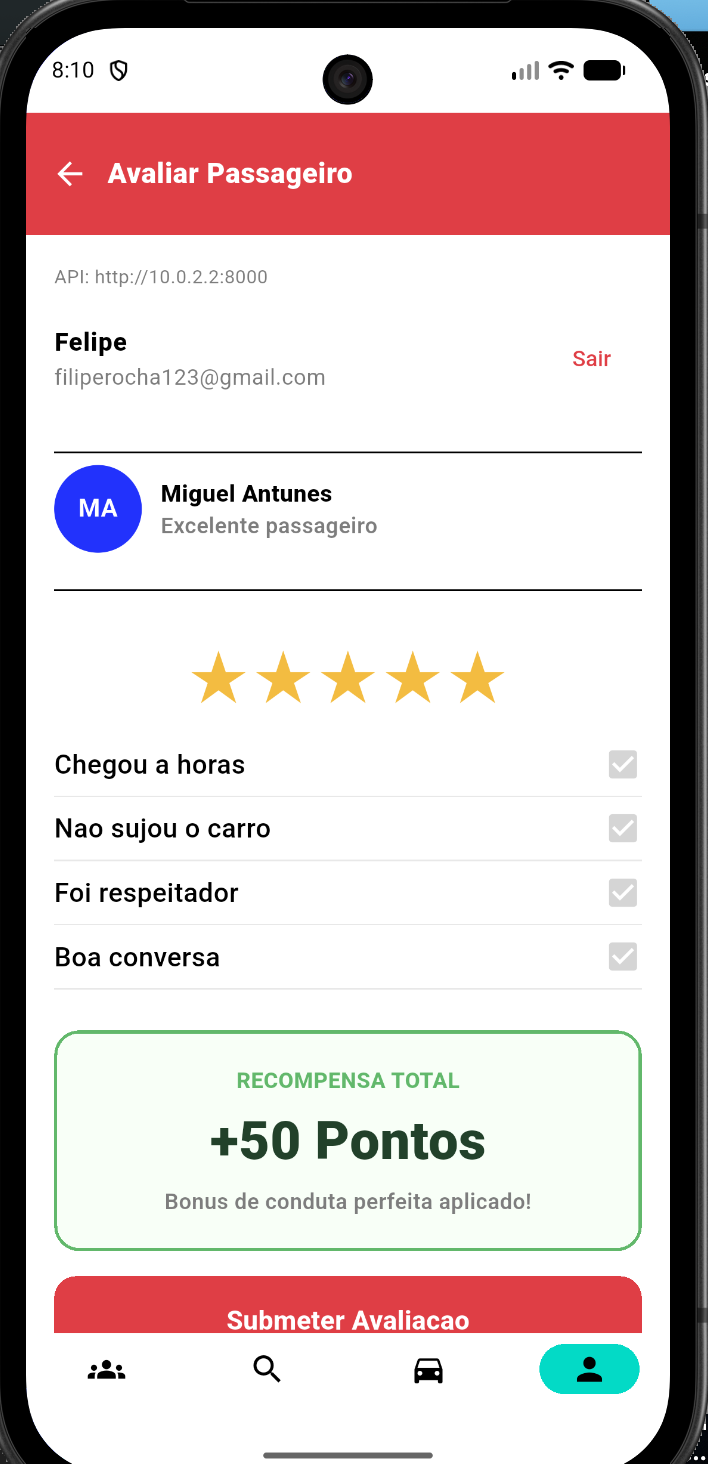 8:10
Avaliar Passageiro
API: http://10.0.2.2:8000
Felipe
filiperocha123@gmail.com
Sair
MA
Miguel Antunes
Excelente passageiro
Chegou a horas
Nao sujou o carro
Foi respeitador
Boa conversa
RECOMPENSA TOTAL
+50 Pontos
Bonus de conduta perfeita aplicado!
Submeter Avaliacao